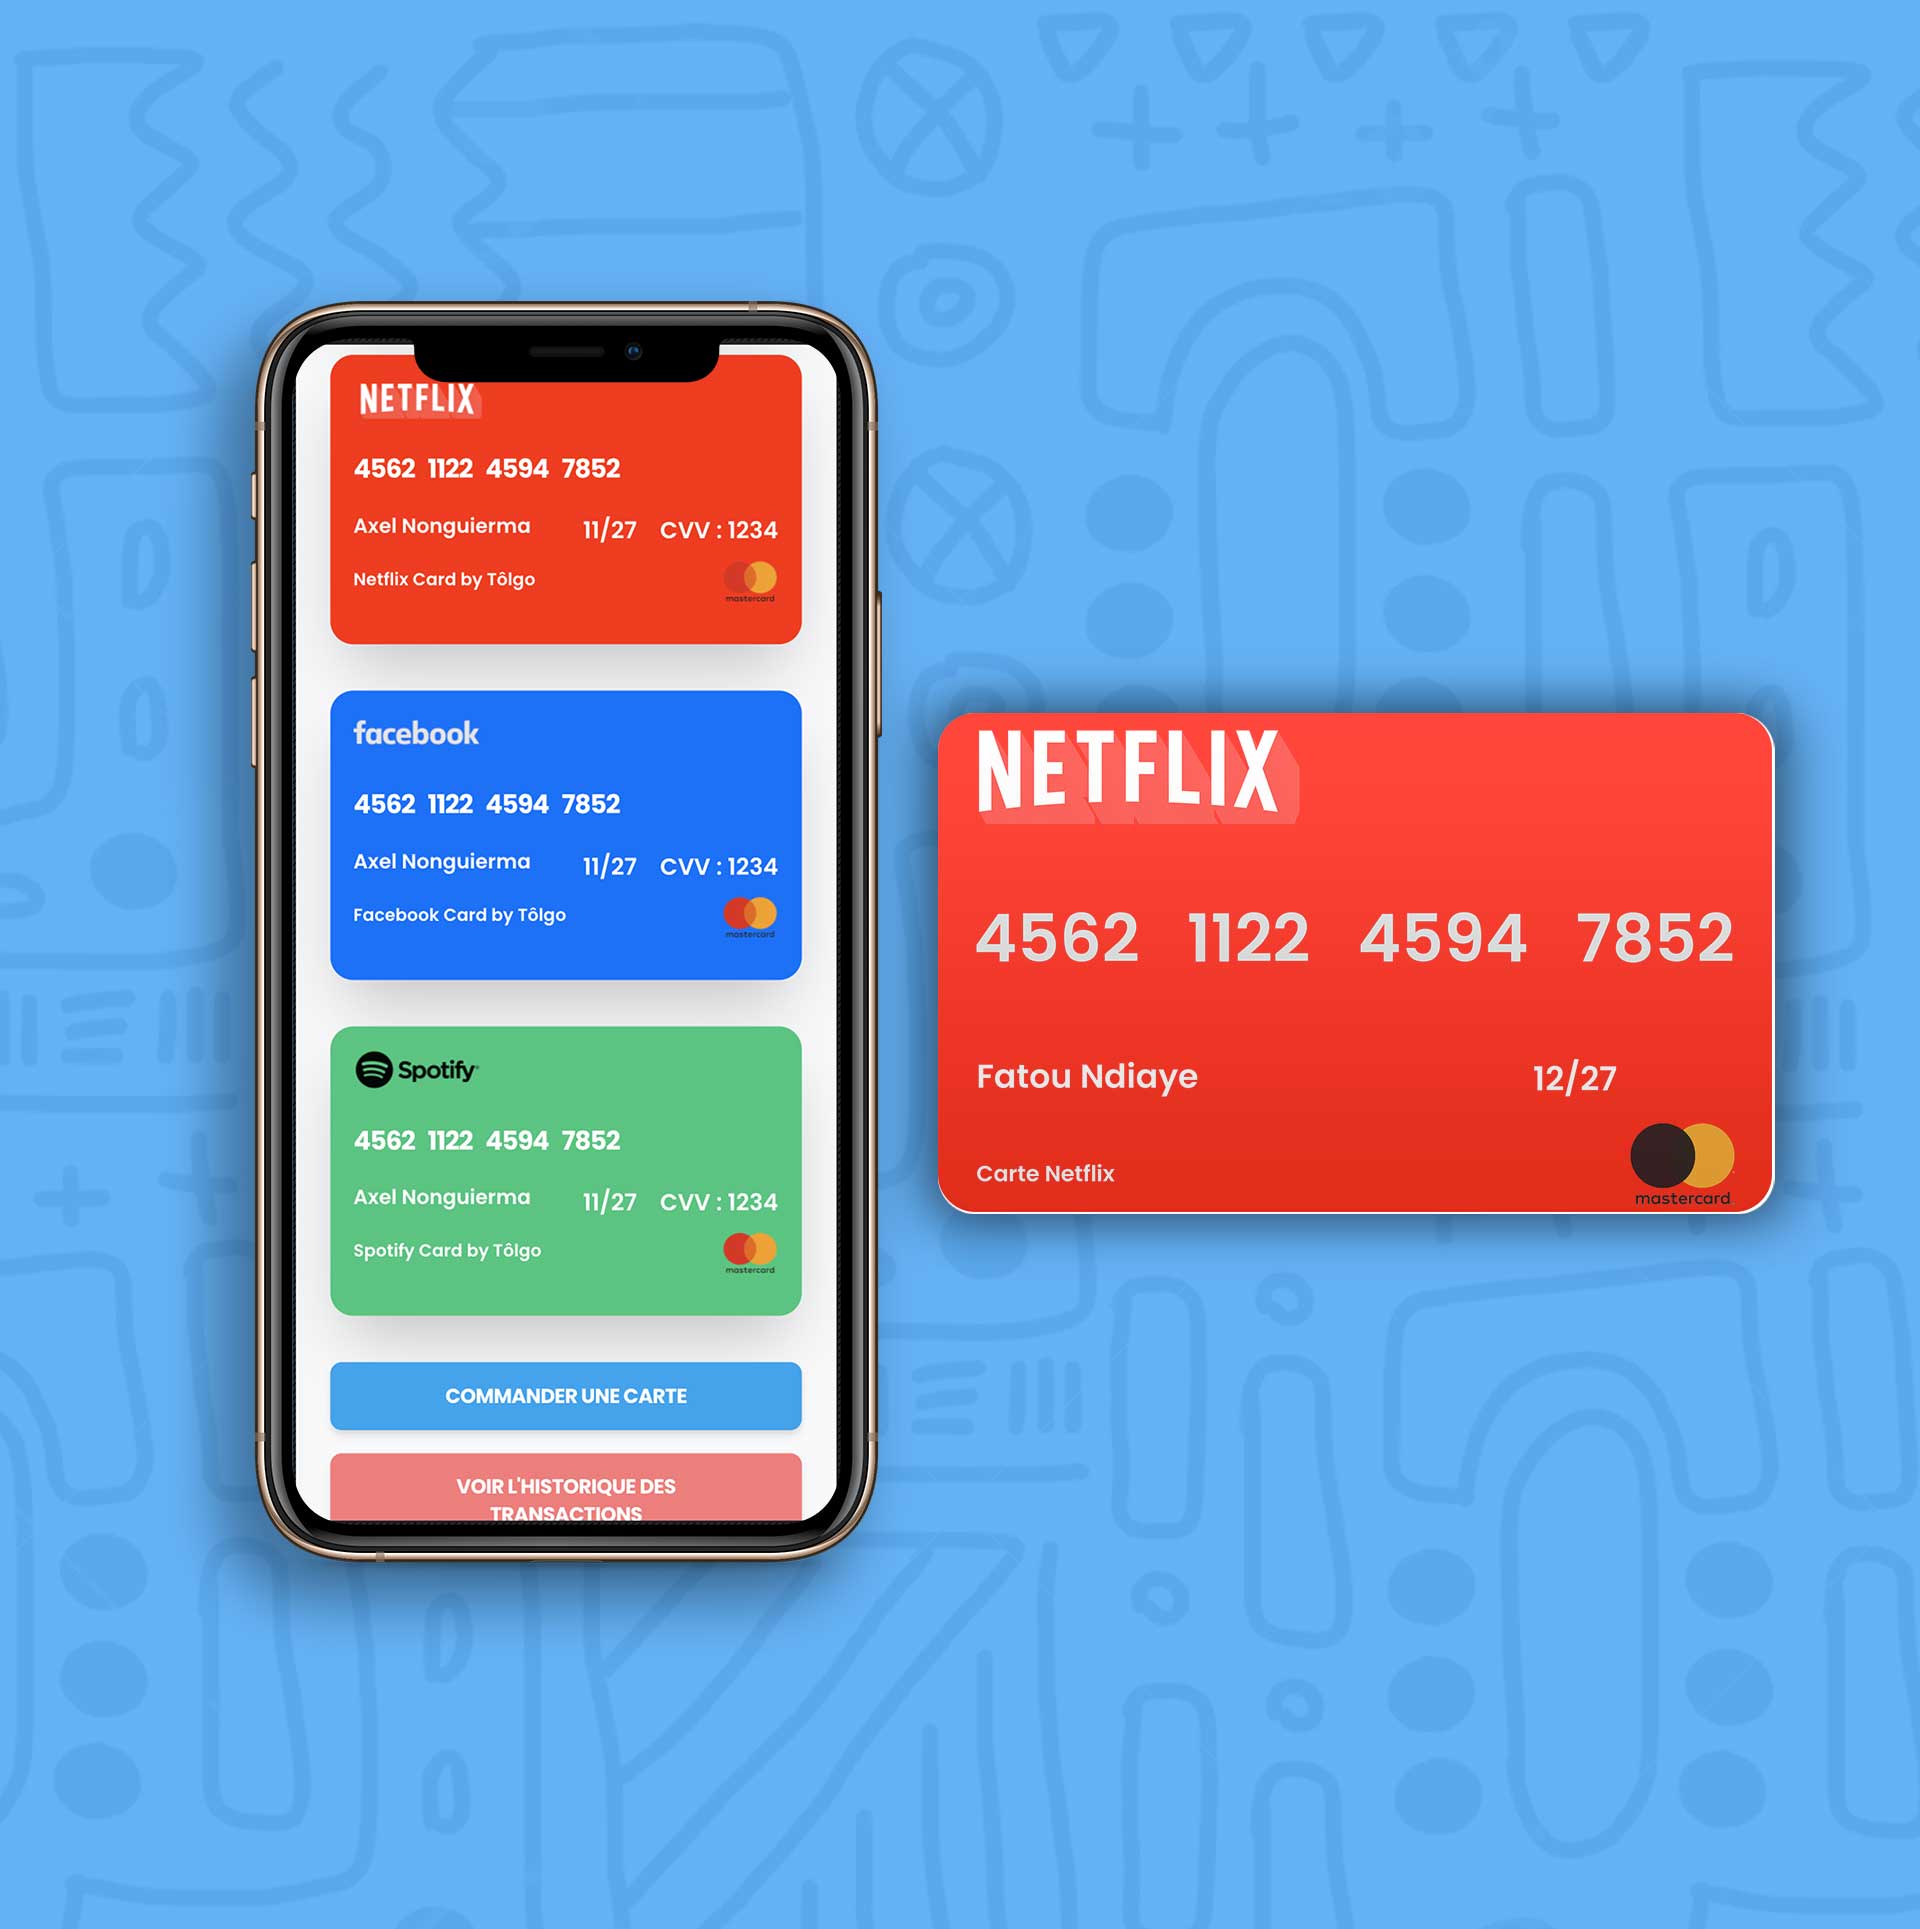 NETFLIX
4562 1122 4594 7852
Axel Nonguierma 11/27 CVV : 1234
Netflix Card by Tôlgo
mastercard
facebook
4562 1122 4594 7852
Axel Nonguierma 11/27 CVV : 1234
Facebook Card by Tôlgo
mastercard
Spotify
4562 1122 4594 7852
Axel Nonguierma 11/27 CVV : 1234
Spotify Card by Tôlgo
mastercard
COMMANDER UNE CARTE
VOIR L'HISTORIQUE DES
TRANSACTIONS
NETFLIX
4562 1122 4594 7852
Fatou Ndiaye 12/27
Carte Netflix
mastercard